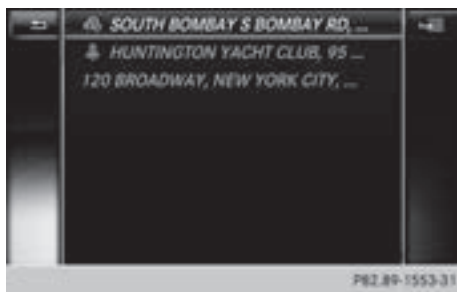 SOUTH BOMBAY S BOMBAY RD, ...
HUNTINGTON YACHT CLUB, 95 ...
120 BROADWAY, NEW YORK CITY, ...
P82.89-1553-31